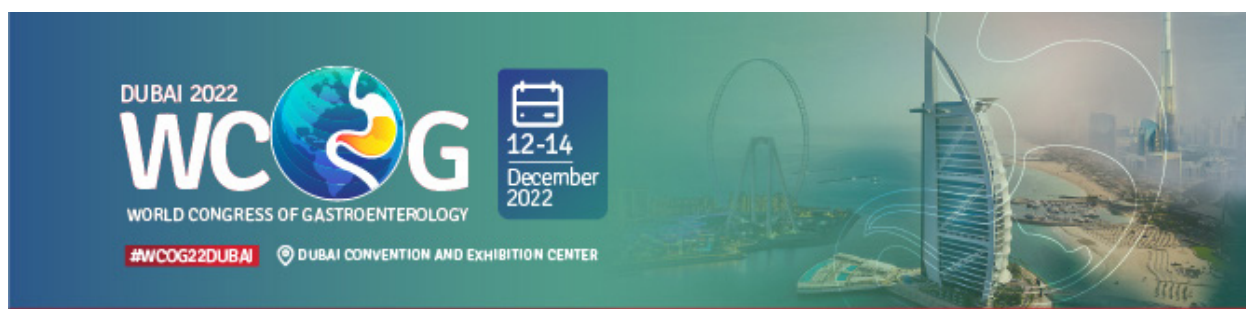 DUBAI 2022
WCOG
WORLD CONGRESS OF GASTROENTEROLOGY
#WCOG22DUBAI
DUBAI CONVENTION AND EXHIBITION CENTER
12-14
December
2022